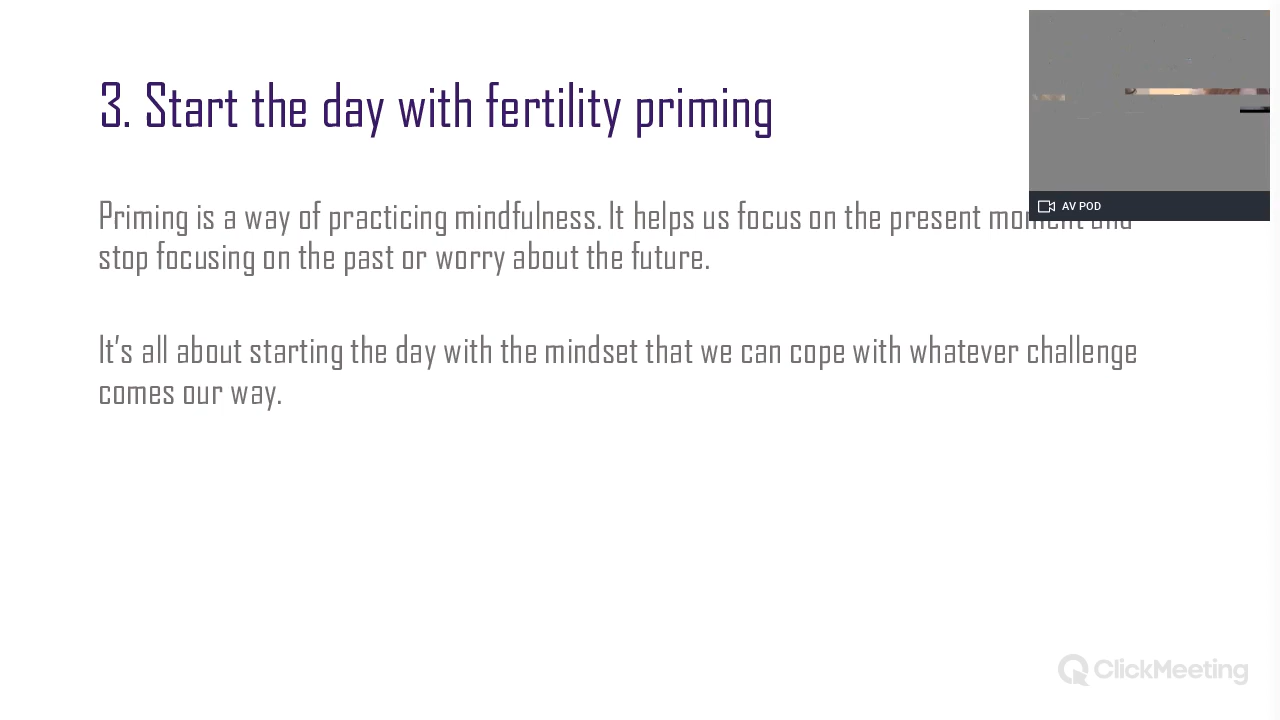 3. Start the day with fertility priming
Priming is a way of practicing mindfulness. It helps us focus on the present moment and
stop focusing on the past or worry about the future.
It's all about starting the day with the mindset that we can cope with whatever challenge
comes our way.
AV POD
ClickMeeting